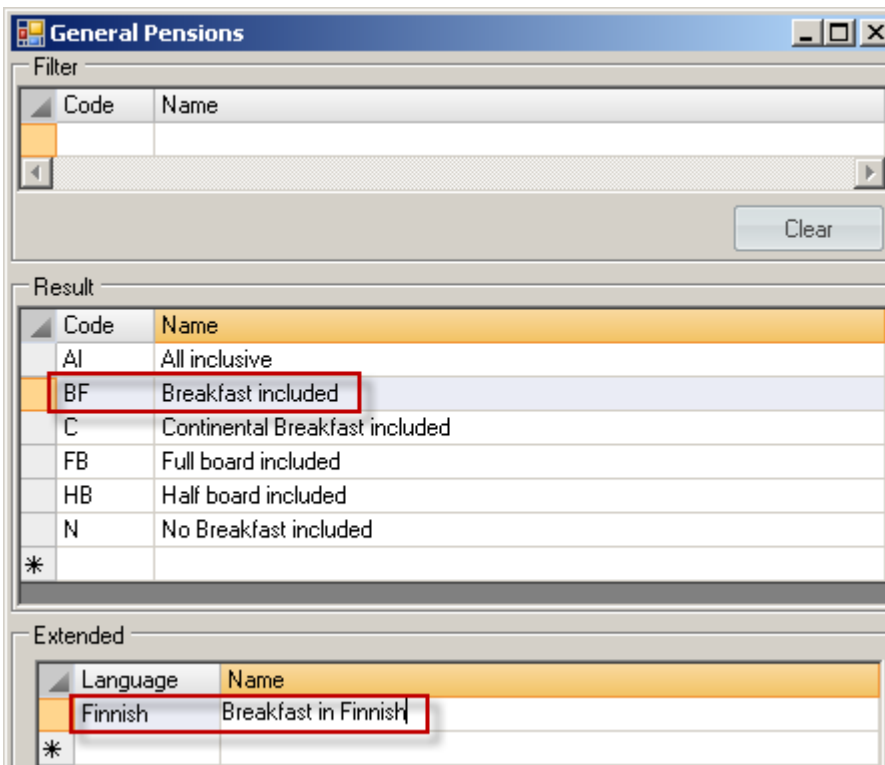 General Pensions
Filter
Code Name
Clear
Result
Code Name
AI All inclusive
BF Breakfast included
C Continental Breakfast included
FB Full board included
HB Half board included
N No Breakfast included
Extended
Language Name
Finnish Breakfast in Finnish